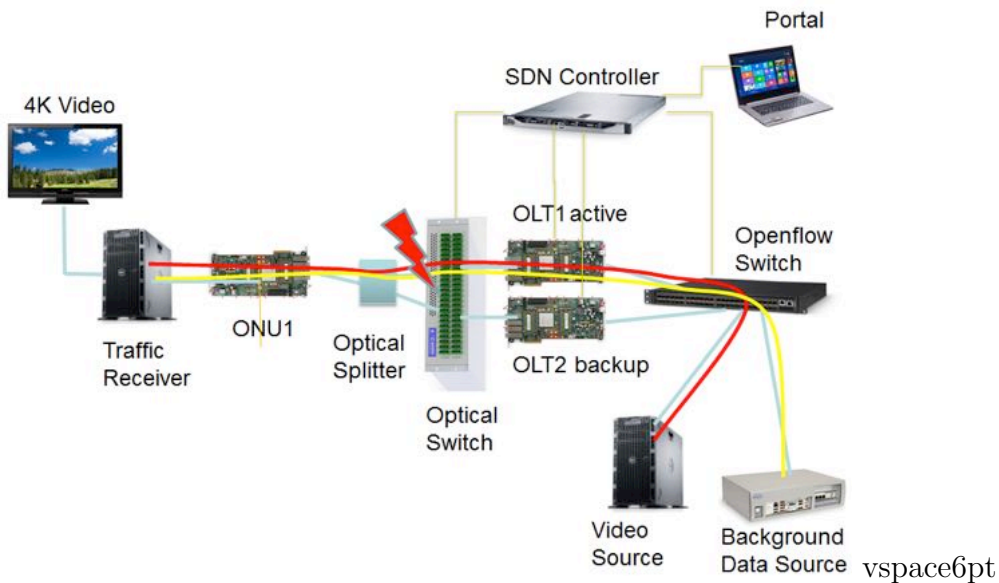 Portal
SDN Controller
4K Video
OLT1 active
Openflow
Switch
ONU1
Traffic
Receiver
Optical
Splitter
OLT2 backup
Optical
Switch
Video
Source
Background
Data Source
vspace6pt